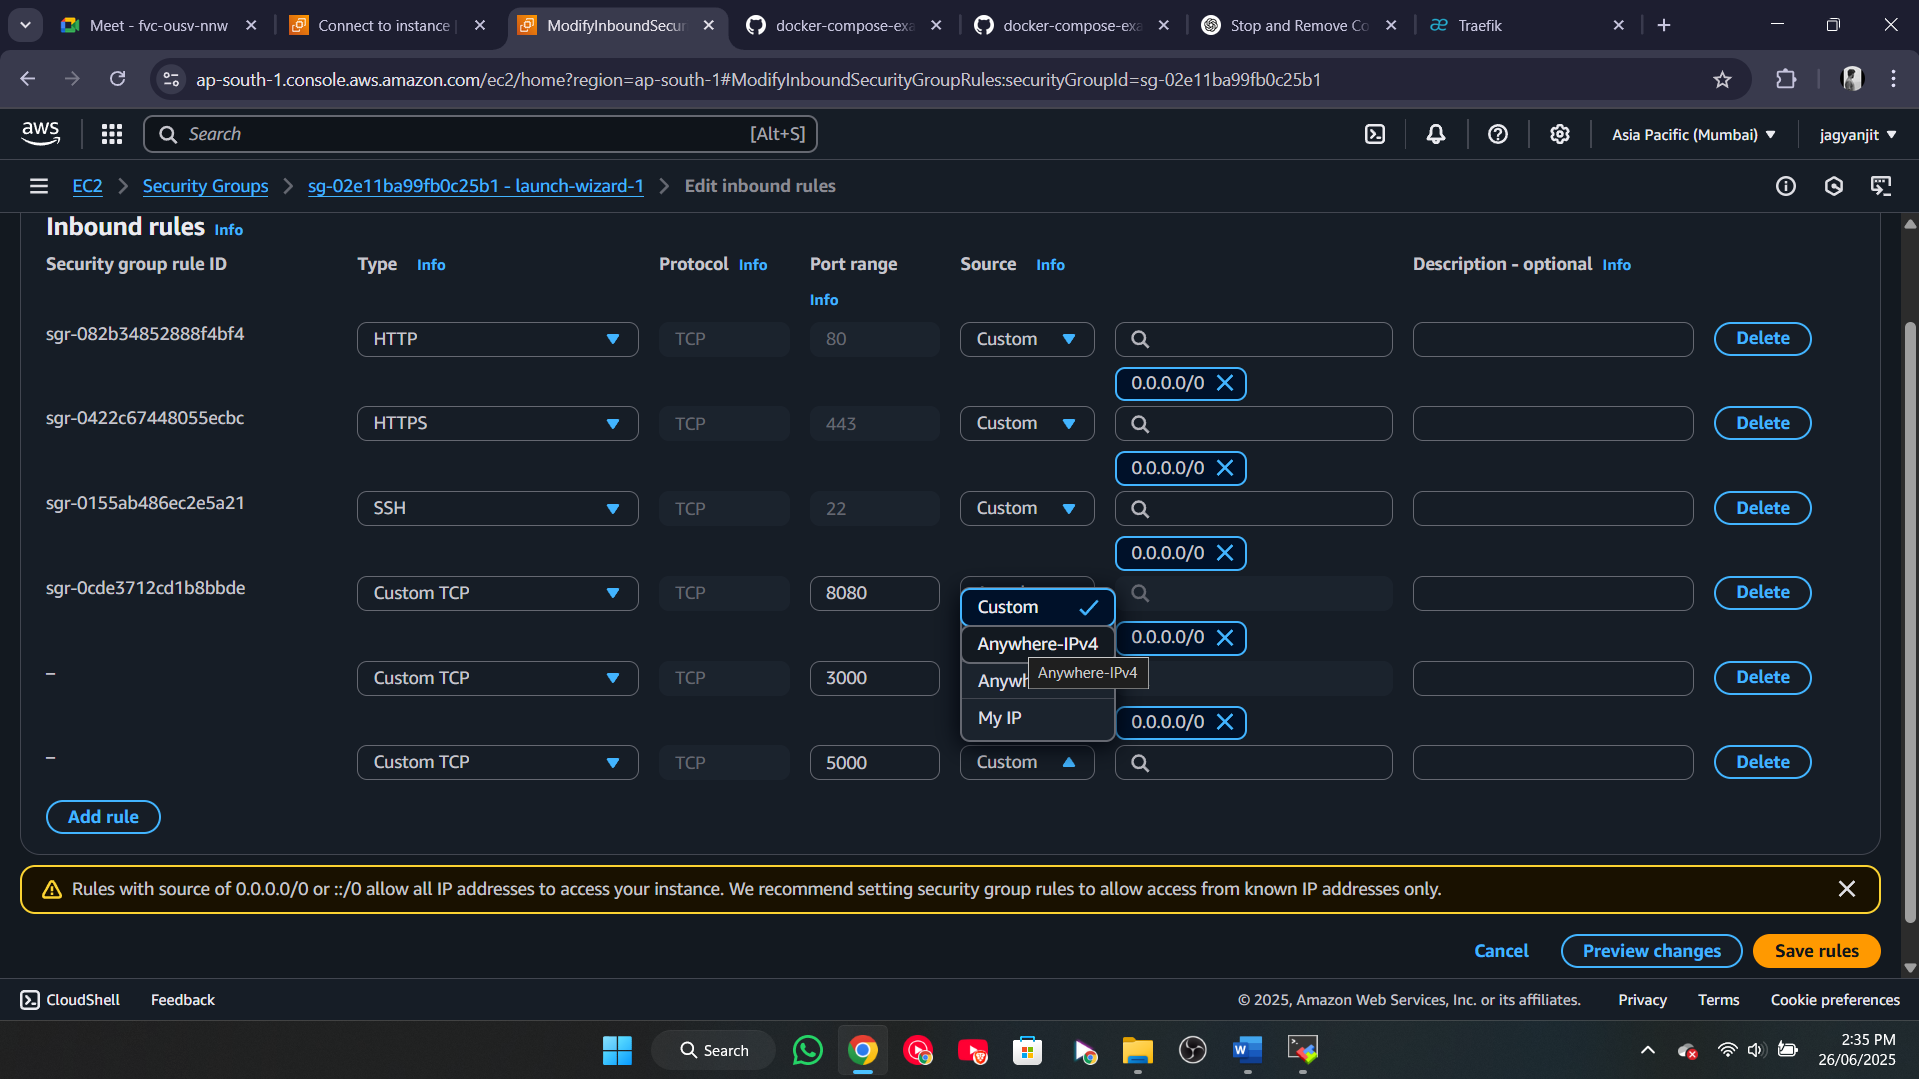 Meet - fvc-ousv-nnw
Connect to instance
ModifyInboundSecur
docker-compose-exa
docker-compose-exa
Stop and Remove Co
Traefik
ap-south-1.console.aws.amazon.com/ec2/home?region=ap-south-1#ModifyInboundSecurityGroupRules:securityGroupId=sg-02e11ba99fb0c25b1
aws
Search [Alt+S]
Asia Pacific (Mumbai)
jagyanjit
EC2 > Security Groups > sg-02e11ba99fb0c25b1 - launch-wizard-1 > Edit inbound rules
Inbound rules Info
Security group rule ID Type Info Protocol Info Port range Source Info Description - optional Info
Info
sgr-082b34852888f4bf4 HTTP TCP 80 Custom Delete
0.0.0.0/0
sgr-0422c67448055ecbc HTTPS TCP 443 Custom Delete
0.0.0.0/0
sgr-0155ab486ec2e5a21 SSH TCP 22 Custom Delete
0.0.0.0/0
sgr-0cde3712cd1b8bbde Custom TCP TCP 8080 Delete
Custom
Anywhere-IPv4 0.0.0.0/0
Anywhere-IPv4
– Custom TCP TCP 3000 Anywh Delete
My IP 0.0.0.0/0
– Custom TCP TCP 5000 Custom Delete
Add rule
Rules with source of 0.0.0.0/0 or ::/0 allow all IP addresses to access your instance. We recommend setting security group rules to allow access from known IP addresses only.
Cancel Preview changes Save rules
CloudShell Feedback © 2025, Amazon Web Services, Inc. or its affiliates. Privacy Terms Cookie preferences
Search
2:35 PM
26/06/2025